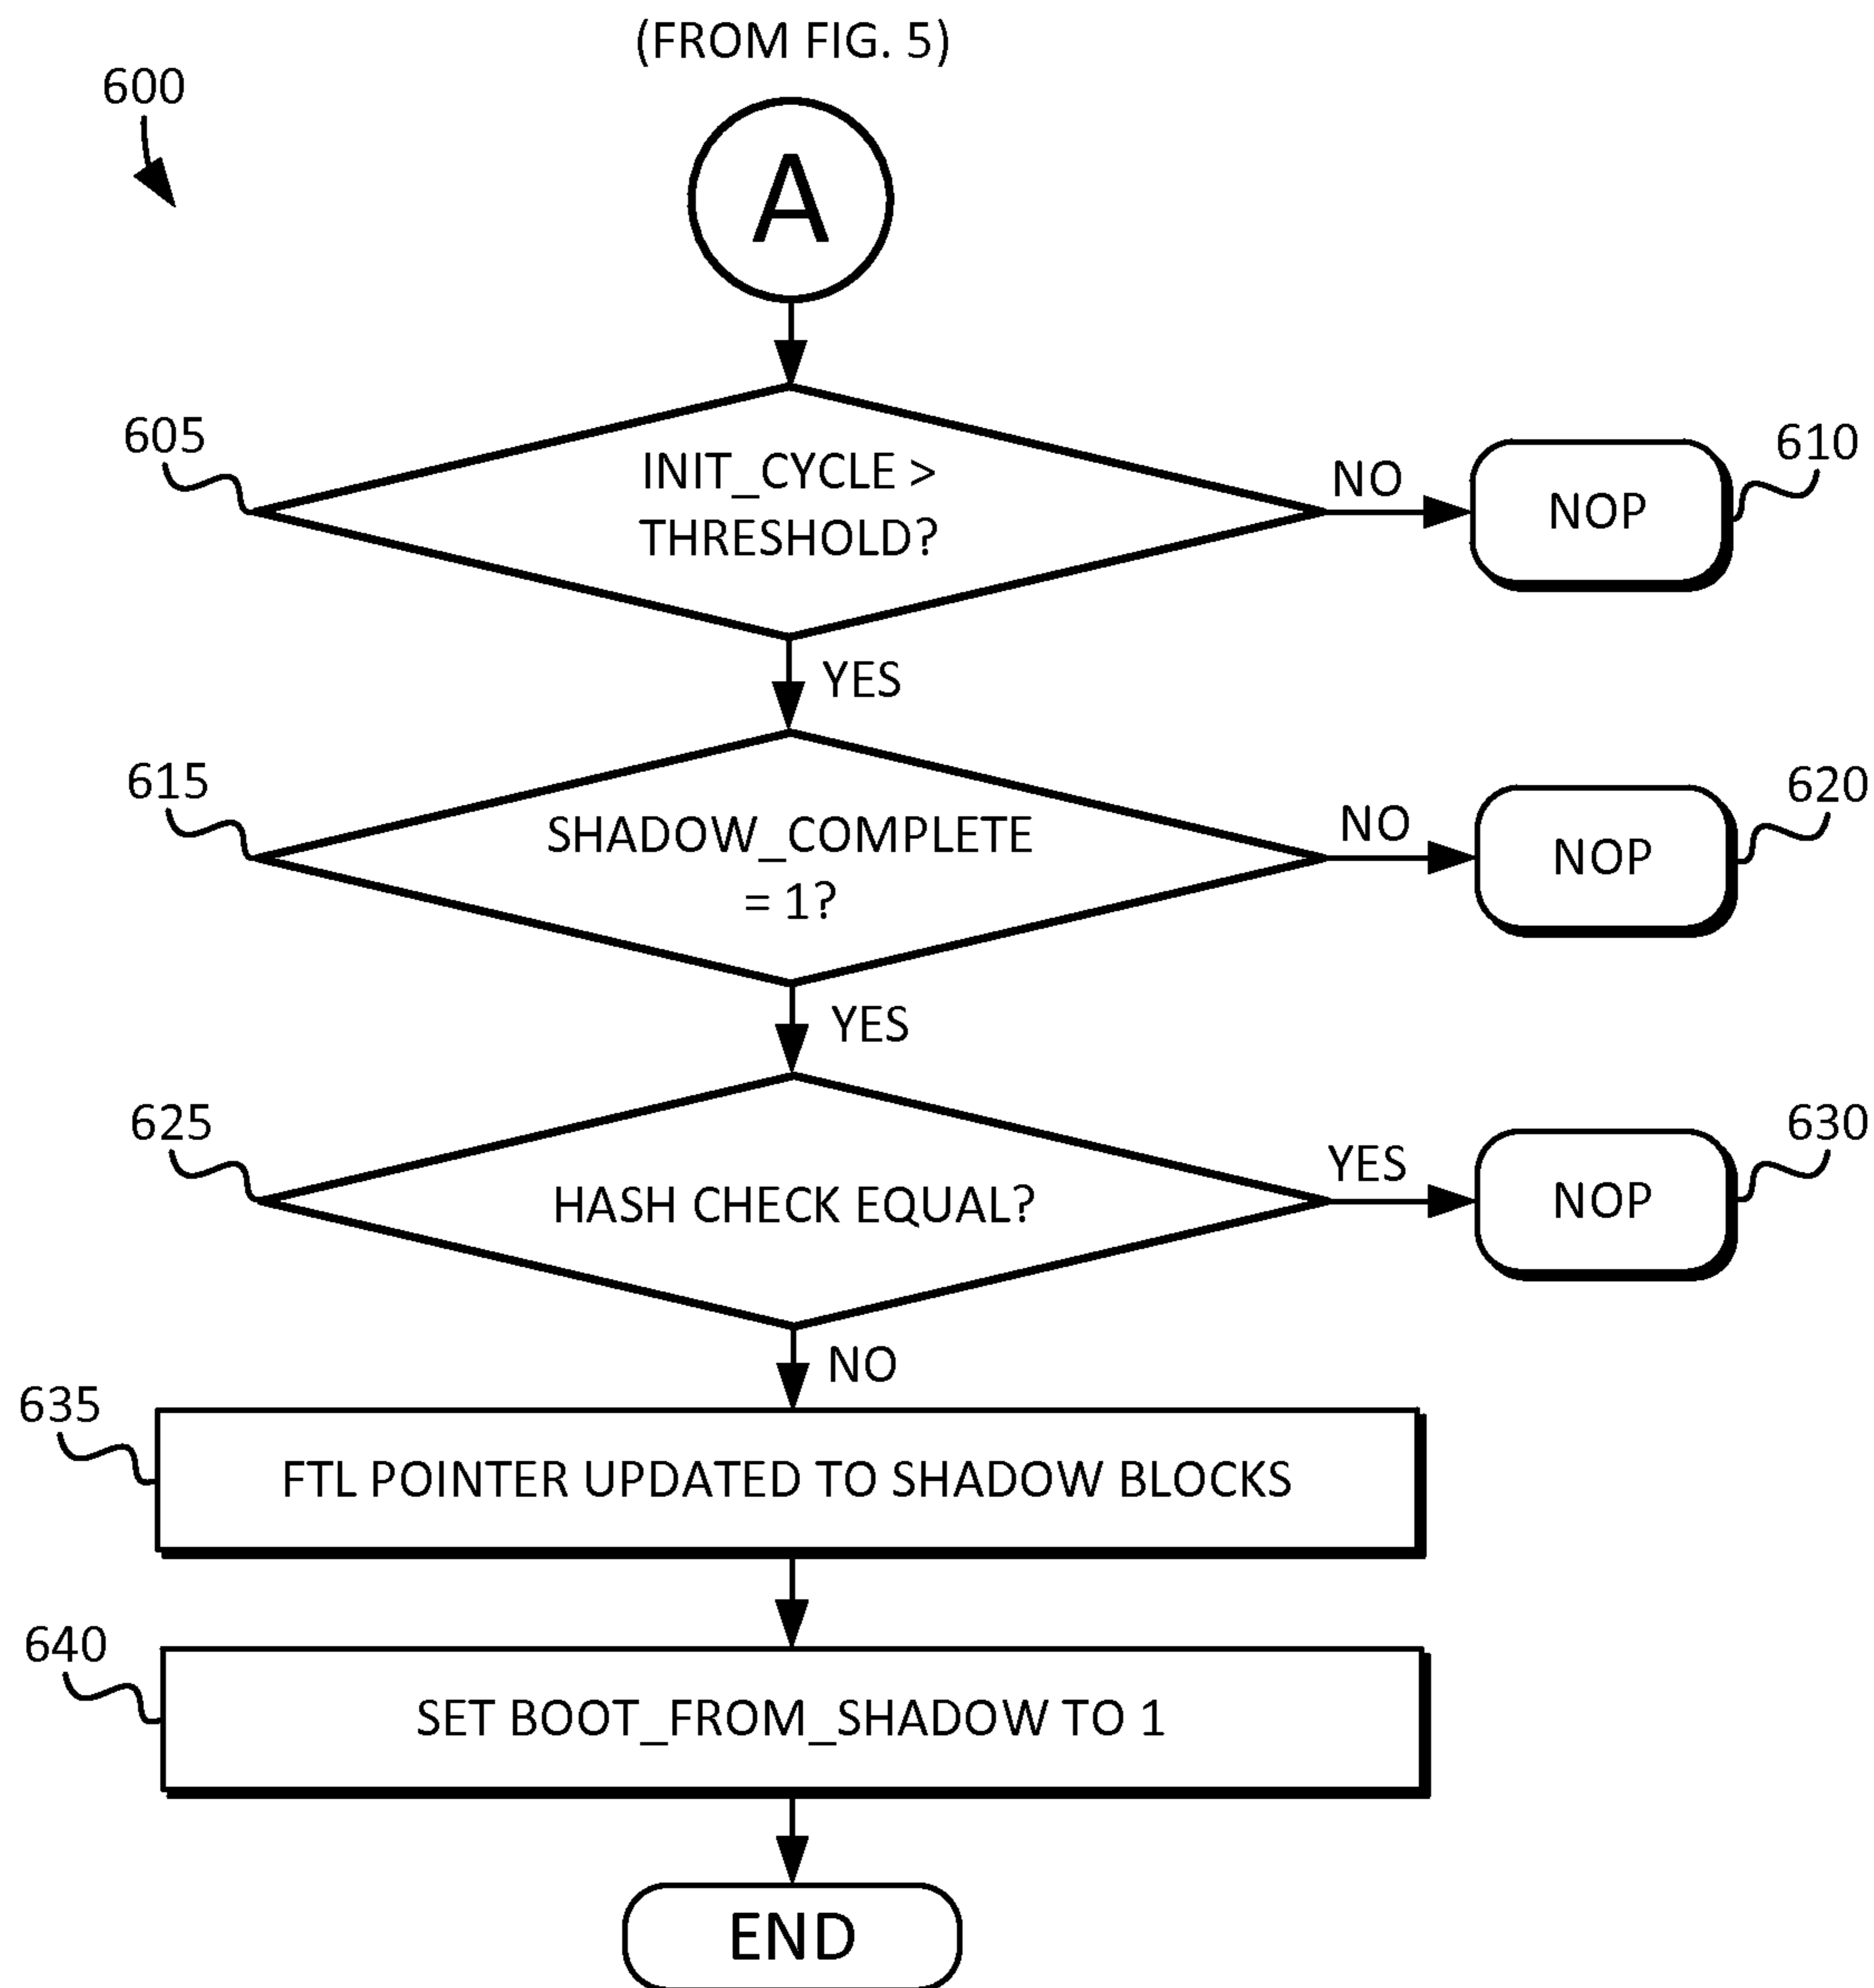 (FROM FIG. 5)
600
A
605
INIT_CYCLE >
THRESHOLD?
NO
NOP
610
YES
615
SHADOW_COMPLETE
= 1?
NO
NOP
620
YES
625
HASH CHECK EQUAL?
YES
NOP
630
NO
635
FTL POINTER UPDATED TO SHADOW BLOCKS
640
SET BOOT_FROM_SHADOW TO 1
END